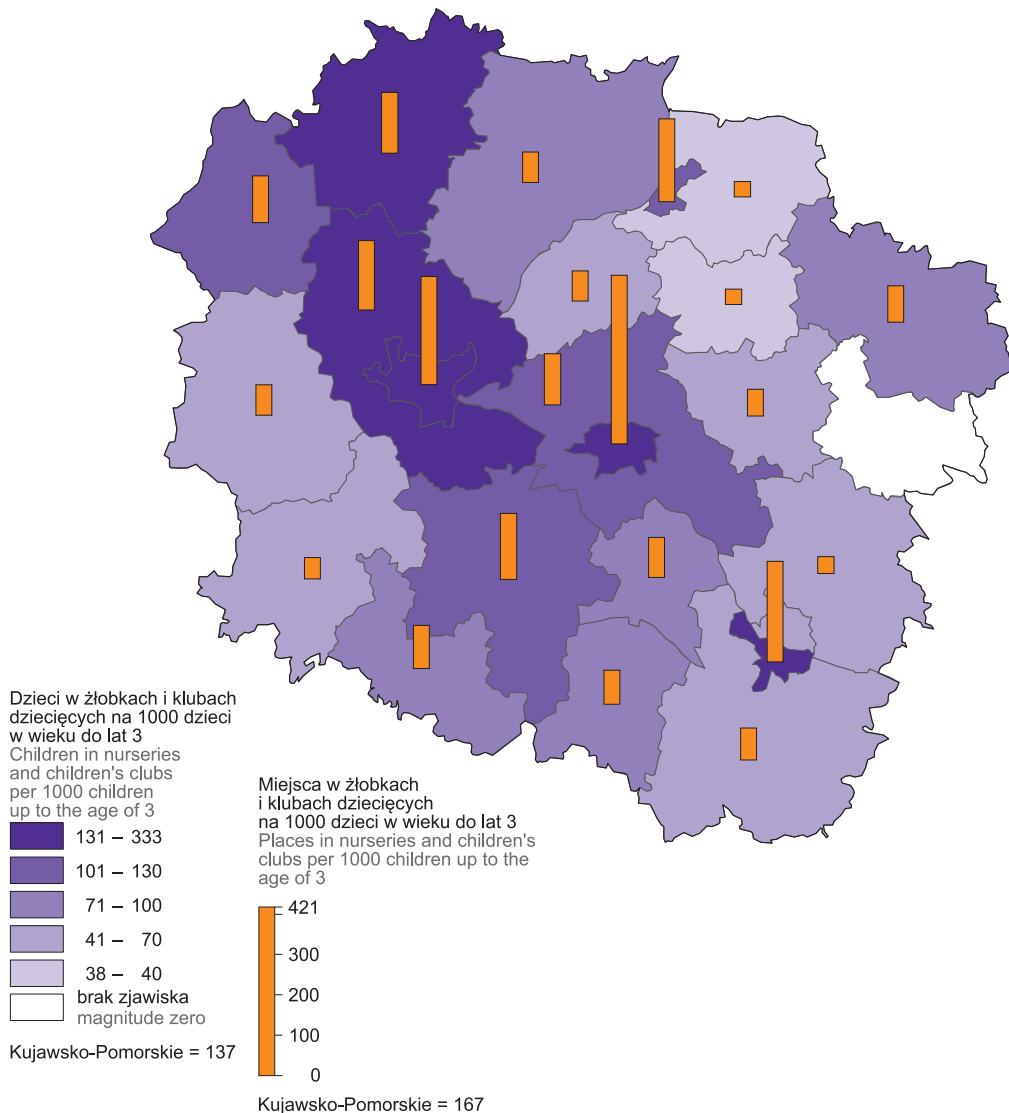 Dzieci w żłobkach i klubach
dziecięcych na 1000 dzieci
w wieku do lat 3
Children in nurseries
and children's clubs
per 1000 children
up to the age of 3
131 – 333
101 – 130
71 – 100
41 – 70
38 – 40
brak zjawiska
magnitude zero
Kujawsko-Pomorskie = 137
Miejsca w żłobkach
i klubach dziecięcych
na 1000 dzieci w wieku do lat 3
Places in nurseries and children's
clubs per 1000 children up to the
age of 3
421
300
200
100
0
Kujawsko-Pomorskie = 167